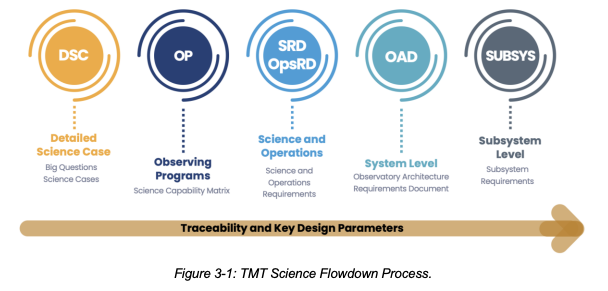 DSC
OP
SRD
OpsRD
OAD
SUBSYS
Detailed
Science Case
Big Questions
Science Cases
Observing
Programs
Science Capability Matrix
Science and
Operations
Science and
Operations
Requirements
System Level
Observatory Architecture
Requirements Document
Subsystem
Level
Subsystem
Requirements
Traceability and Key Design Parameters
Figure 3-1: TMT Science Flowdown Process.